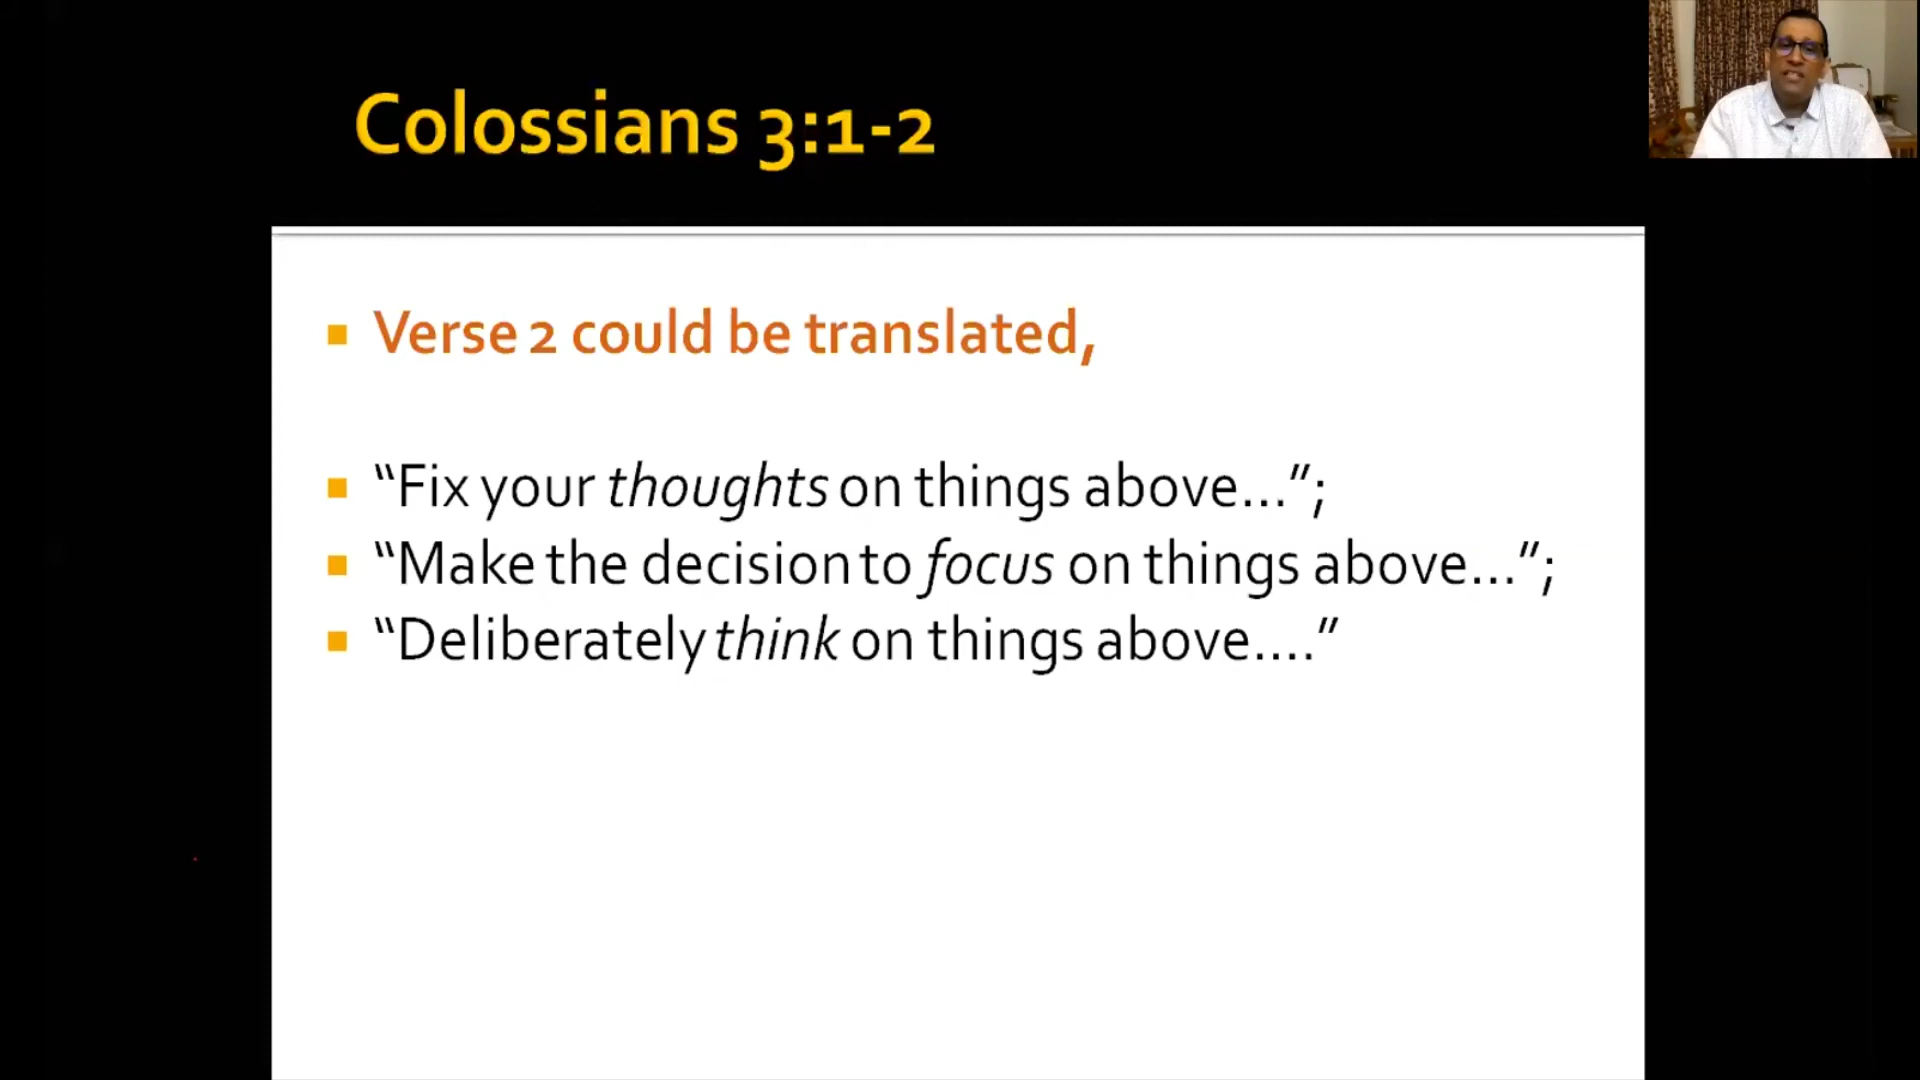 Colossians 3:1-2
Verse 2 could be translated,
“Fix your thoughts on things above…”;
“Make the decision to focus on things above…”;
“Deliberately think on things above….”